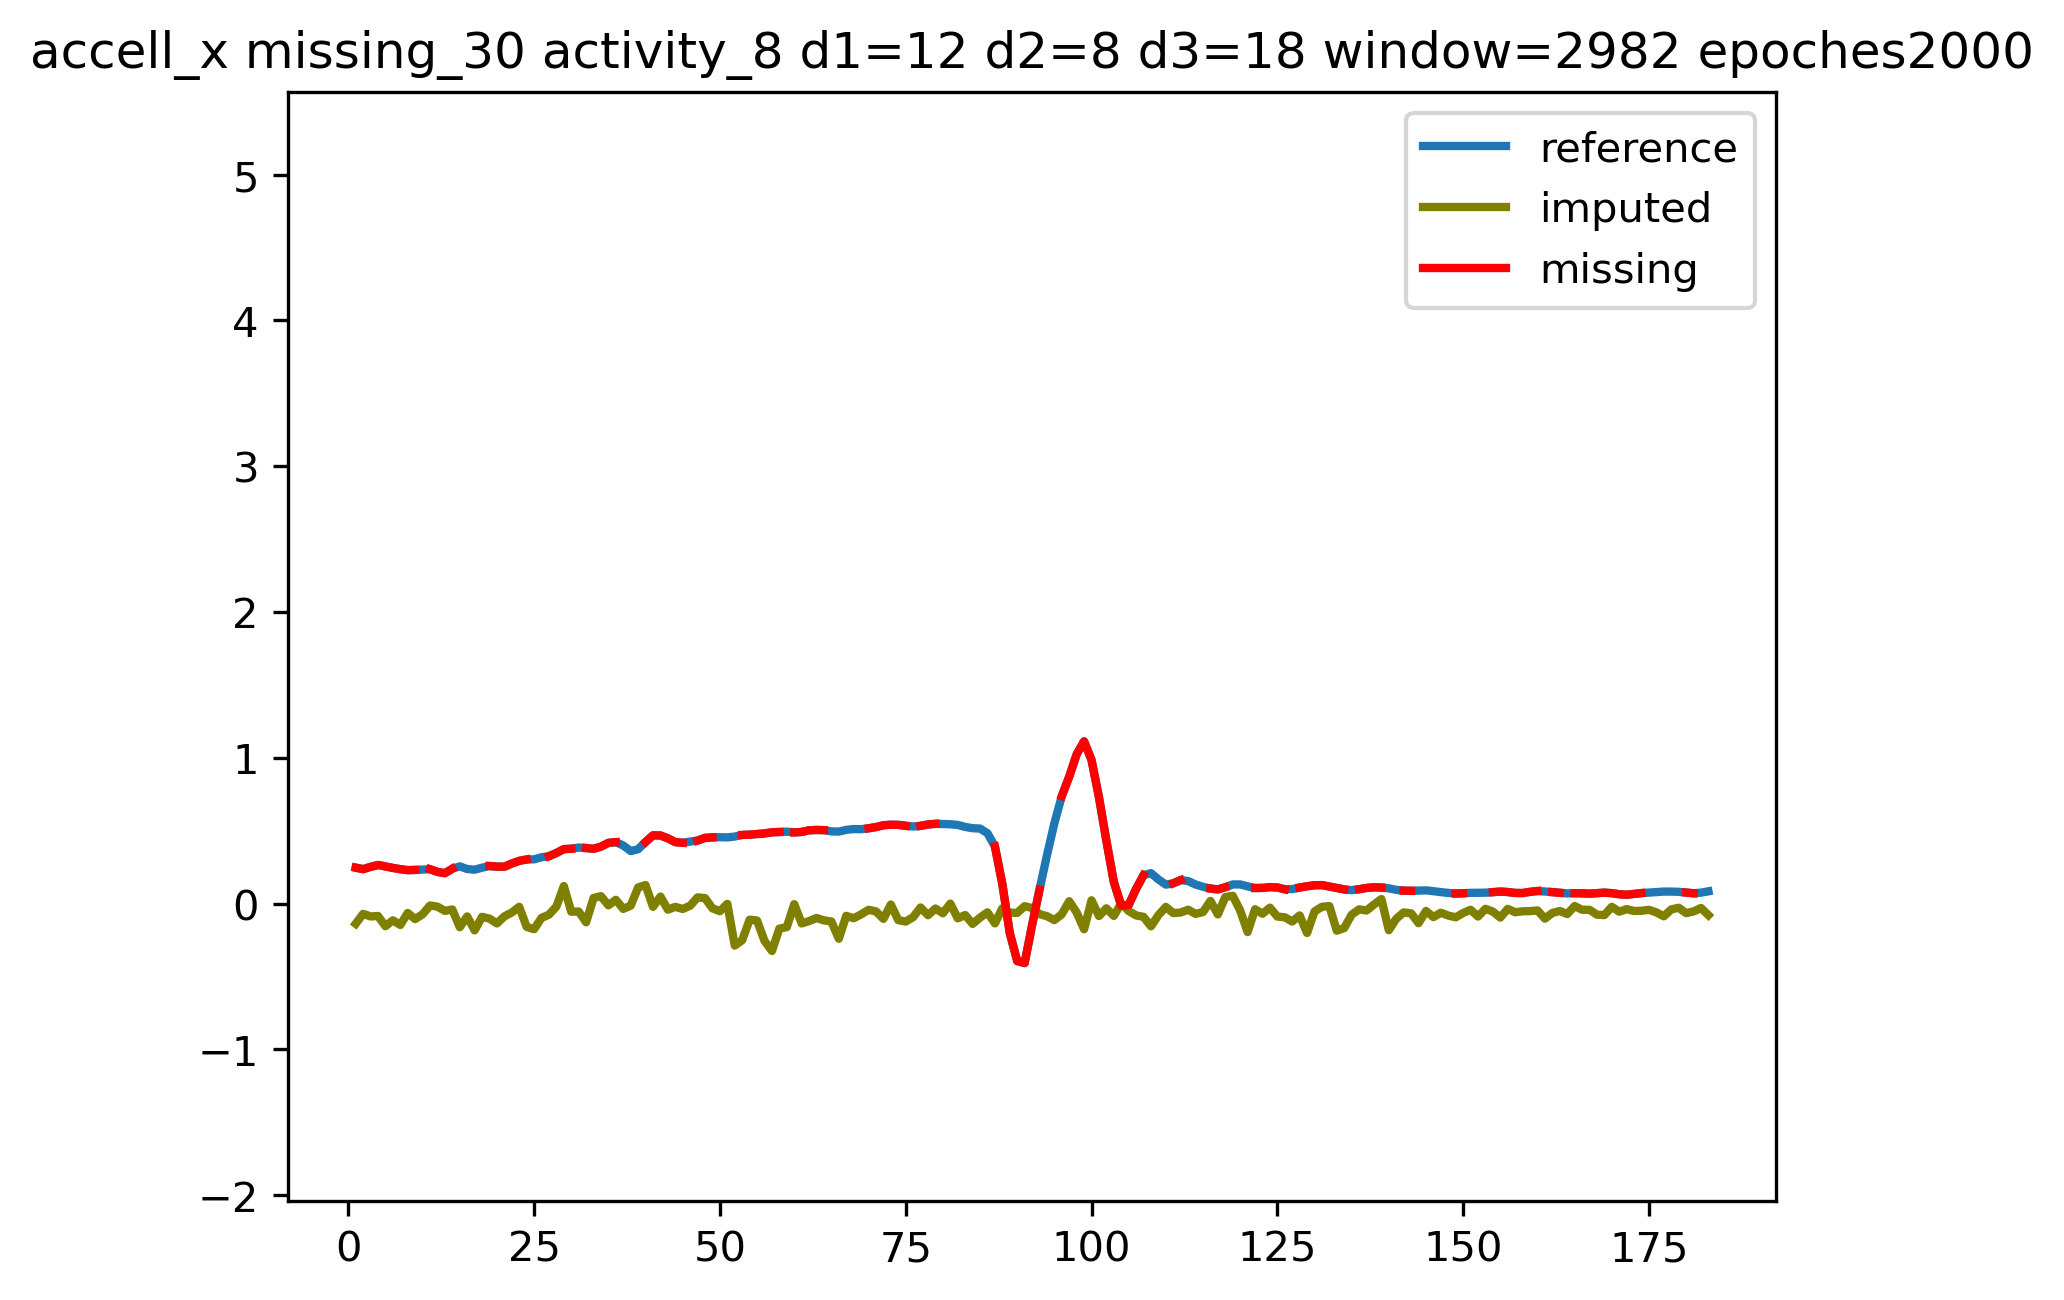 accell_x missing_30 activity_8 d1=12 d2=8 d3=18 window=2982 epoches2000
reference
imputed
missing
5
4
3
2
1
0
−1
−2
0 25 50 75 100 125 150 175